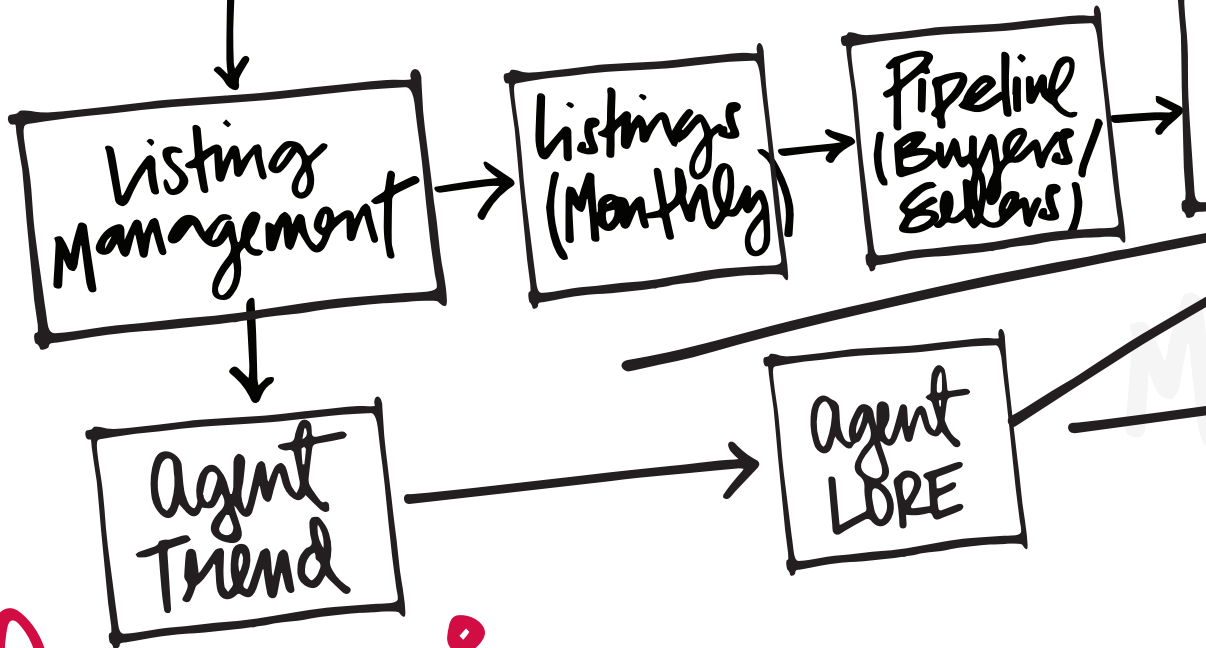 Listing
Management
Listings
(Monthly)
Pipeline
(Buyers/
Sellers)
agent
Trend
agent
LORE